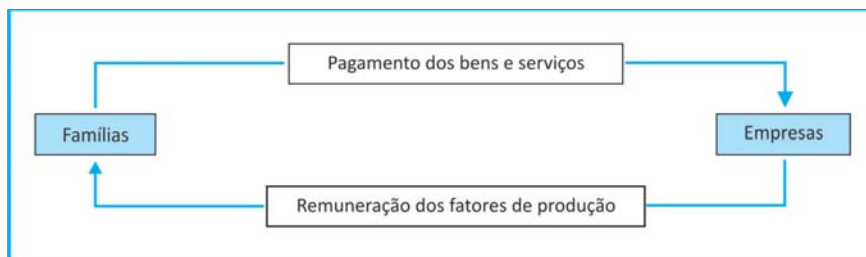 Pagamento dos bens e serviços
Famílias
Empresas
Remuneração dos fatores de produção